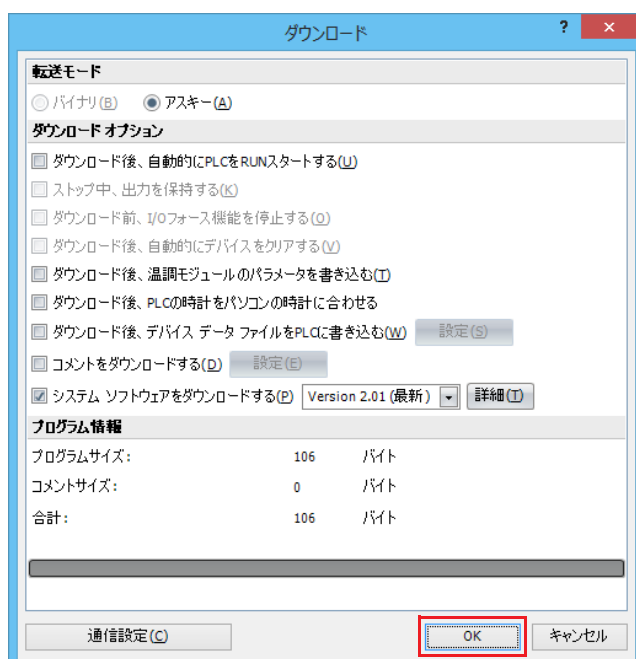 ダウンロード ? ×
転送モード
バイナリ(B) アスキー(A)
ダウンロード オプション
ダウンロード後、自動的にPLCをRUNスタートする(U)
ストップ中、出力を保持する(K)
ダウンロード前、I/Oフォース機能を停止する(O)
ダウンロード後、自動的にデバイスをクリアする(V)
ダウンロード後、温調モジュールのパラメータを書き込む(T)
ダウンロード後、PLCの時計をパソコンの時計に合わせる
ダウンロード後、デバイス データ ファイルをPLCに書き込む(W) 設定(S)
コメントをダウンロードする(D) 設定(E)
システム ソフトウェアをダウンロードする(P) Version 2.01 (最新) 詳細(I)
プログラム情報
プログラムサイズ: 106 バイト
コメントサイズ: 0 バイト
合計: 106 バイト
通信設定(C) OK キャンセル